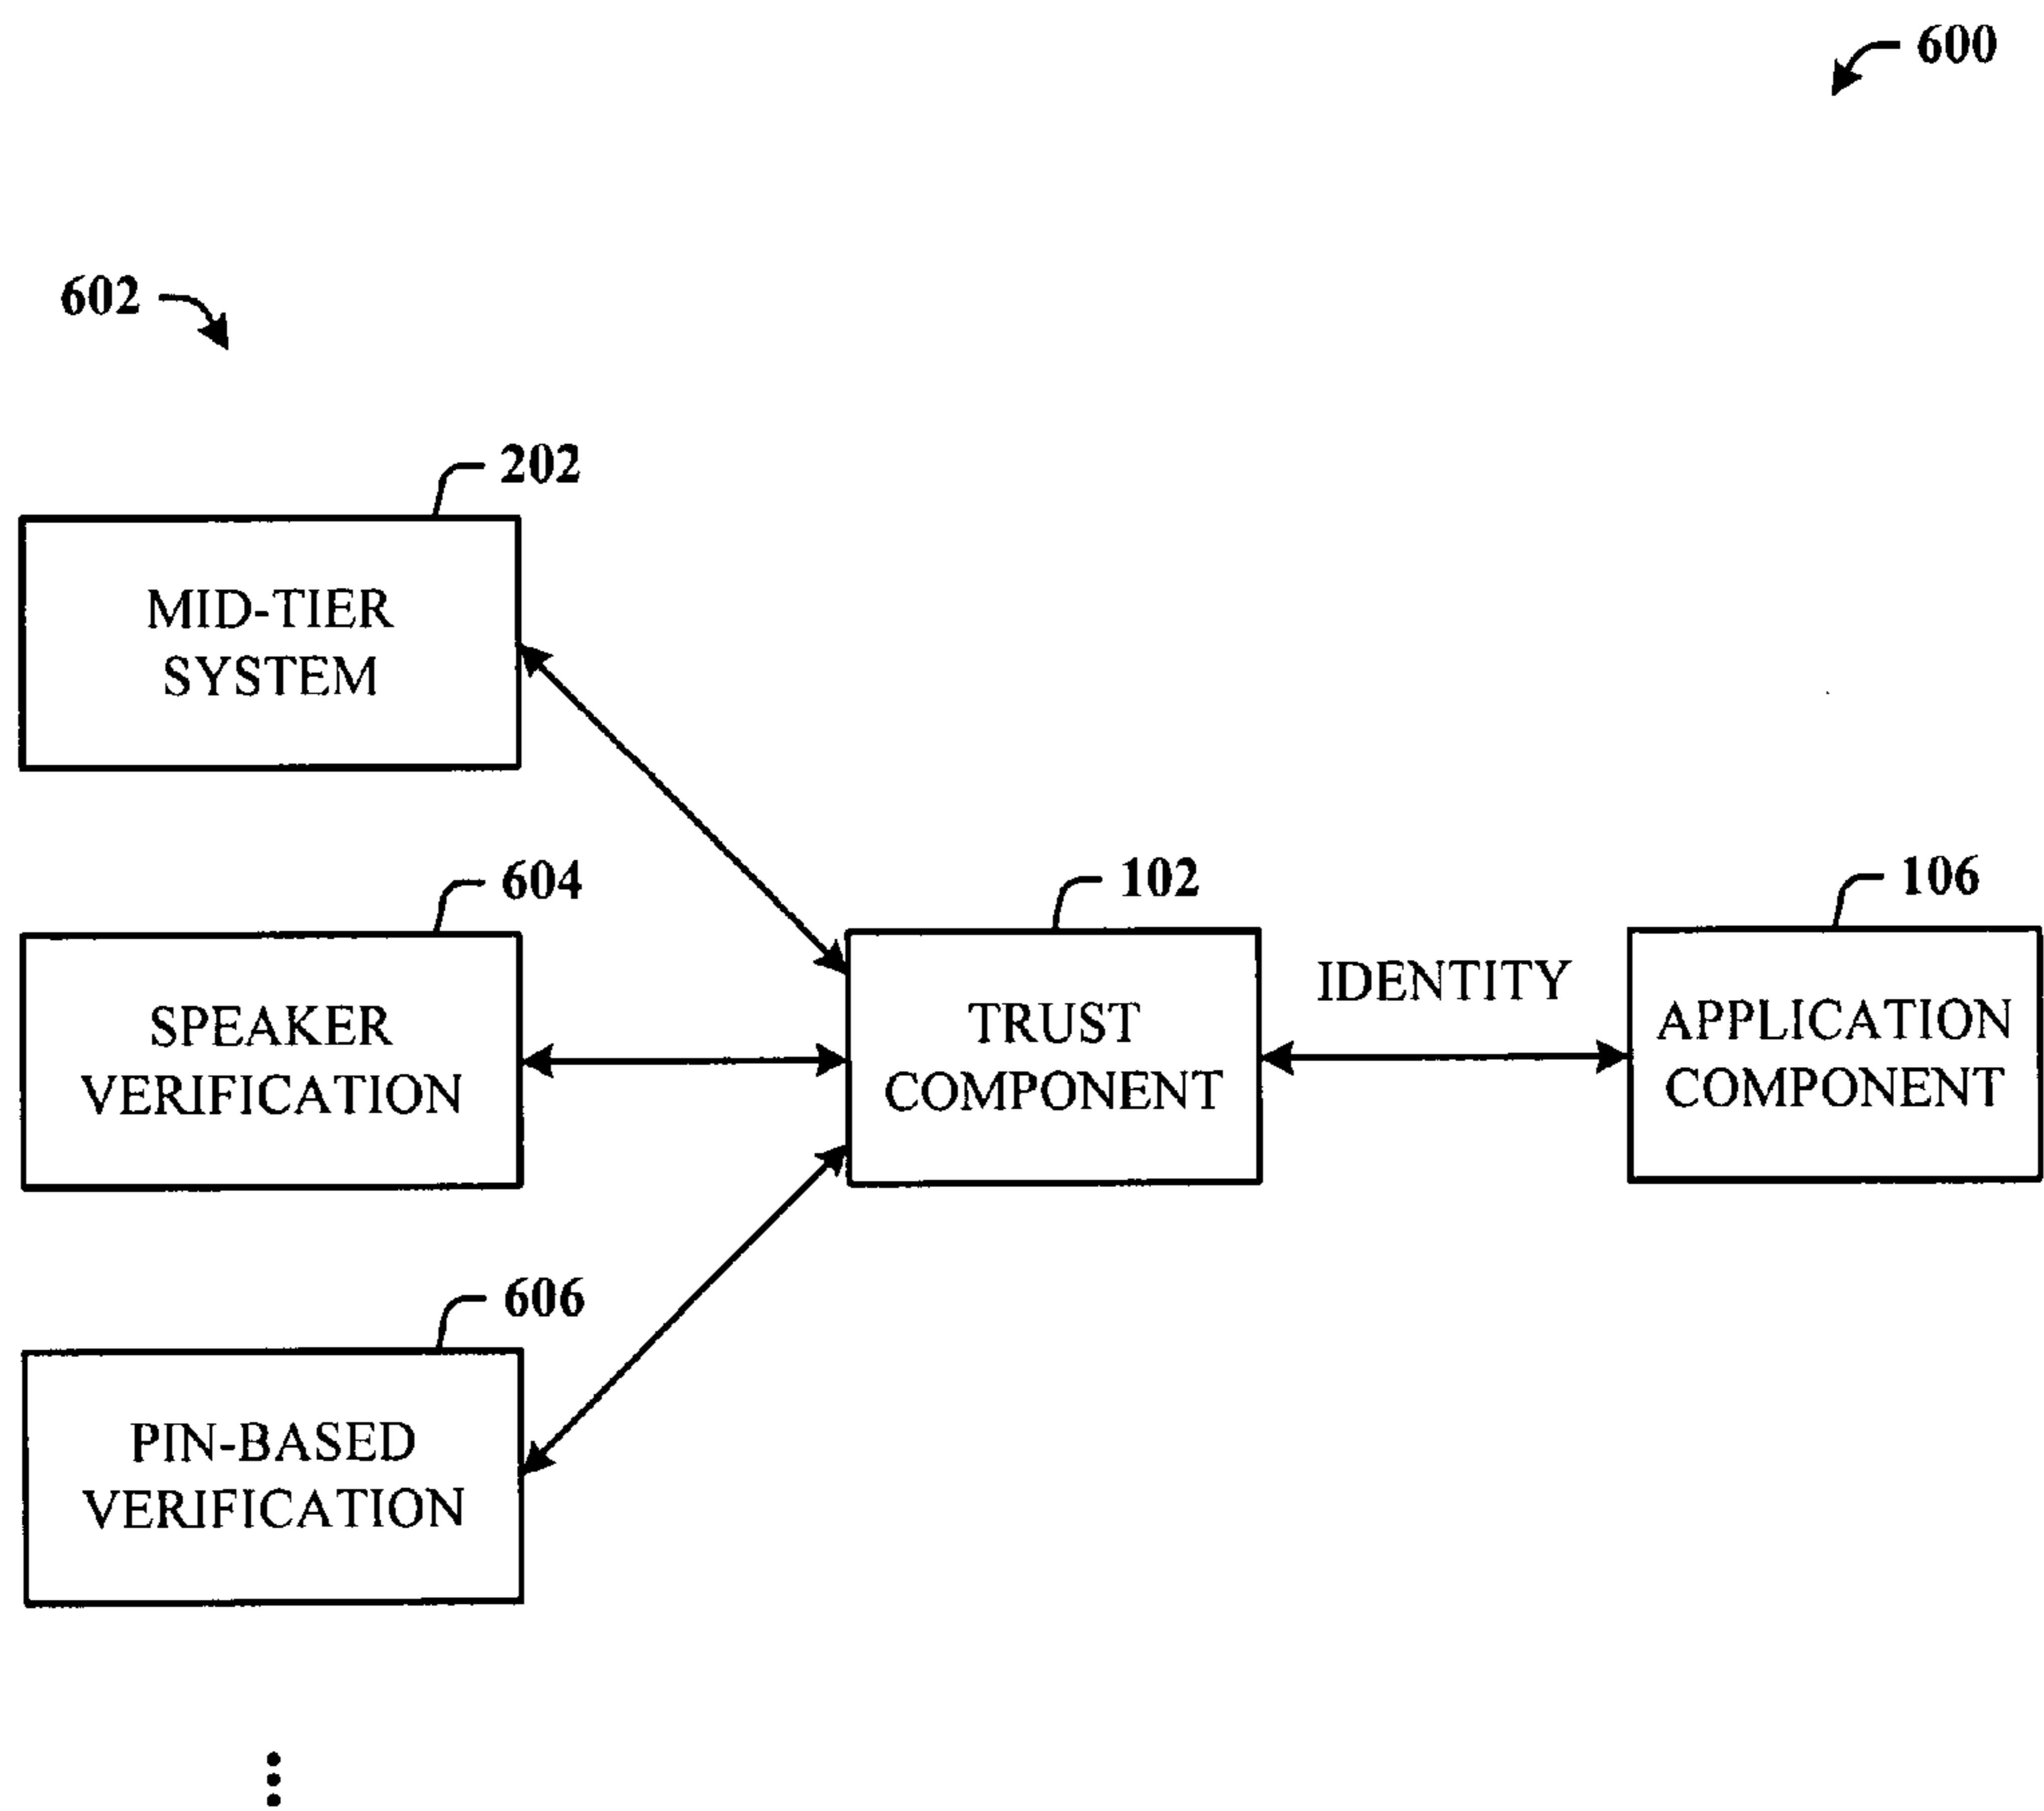 600
602
202
MID-TIER
SYSTEM
604
SPEAKER
VERIFICATION
102
TRUST
COMPONENT
IDENTITY
106
APPLICATION
COMPONENT
606
PIN-BASED
VERIFICATION